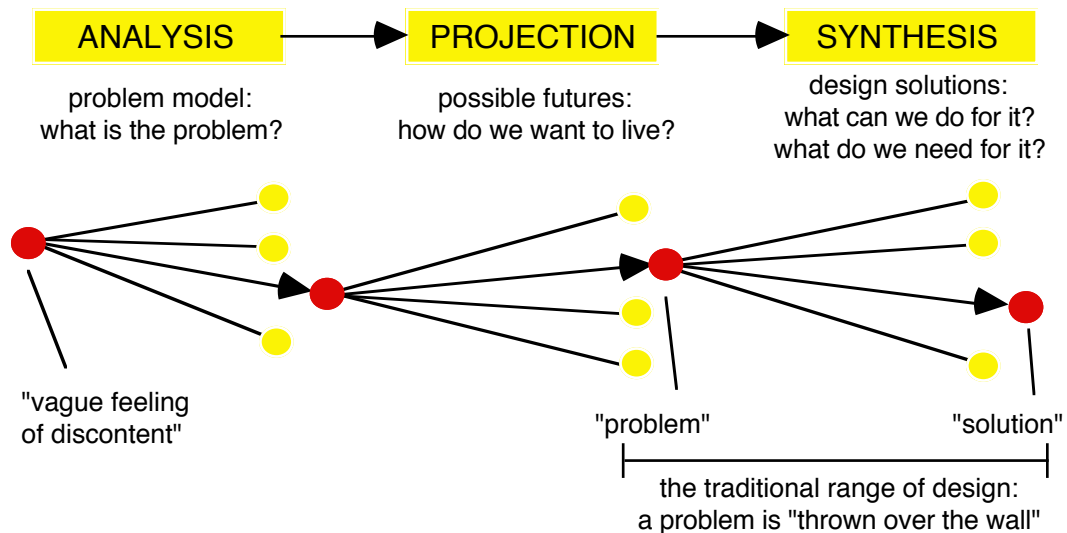 ANALYSIS
PROJECTION
SYNTHESIS
problem model:
what is the problem?
possible futures:
how do we want to live?
design solutions:
what can we do for it?
what do we need for it?
"vague feeling
of discontent"
"problem"
"solution"
the traditional range of design:
a problem is "thrown over the wall"